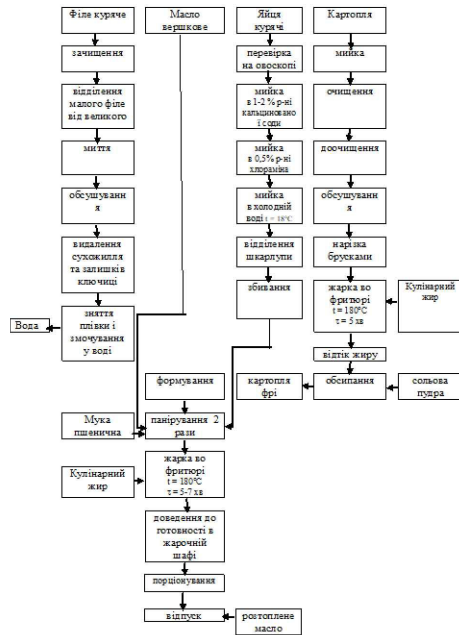 Філе куряче
зачищення
відділення
малого філе
від великого
миття
обсушуванн
я
видалення
сухожилля
та залишків
ключиці
зняття
плівки і
змочування
у воді
Вода
Масло
вершкове
Яйця
курячі
перевірка
на овоскопі
мийка
в 1-2 % р-ні
кальциновано
ї соди
мийка
в 0,5% р-ні
хлораміна
мийка
в холодній
воді t = 18°С
відділення
шкарлупи
збивання
Картопля
мийка
очищення
доочищення
обсушуванн
я
нарізка
брусками
жарка во
фритюрі
t = 180°С
τ = 5 хв
Кулінарний
жир
відтік жиру
обсипання
сольова
пудра
картопля
фрі
формування
Мука
пшенична
панірування 2
рази
Кулінарний
жир
жарка во
фритюрі
t = 180°С
τ = 5-7 хв
доведення до
готовності в
жарочній
шафі
порціонування
відпуск
розтоплене
масло